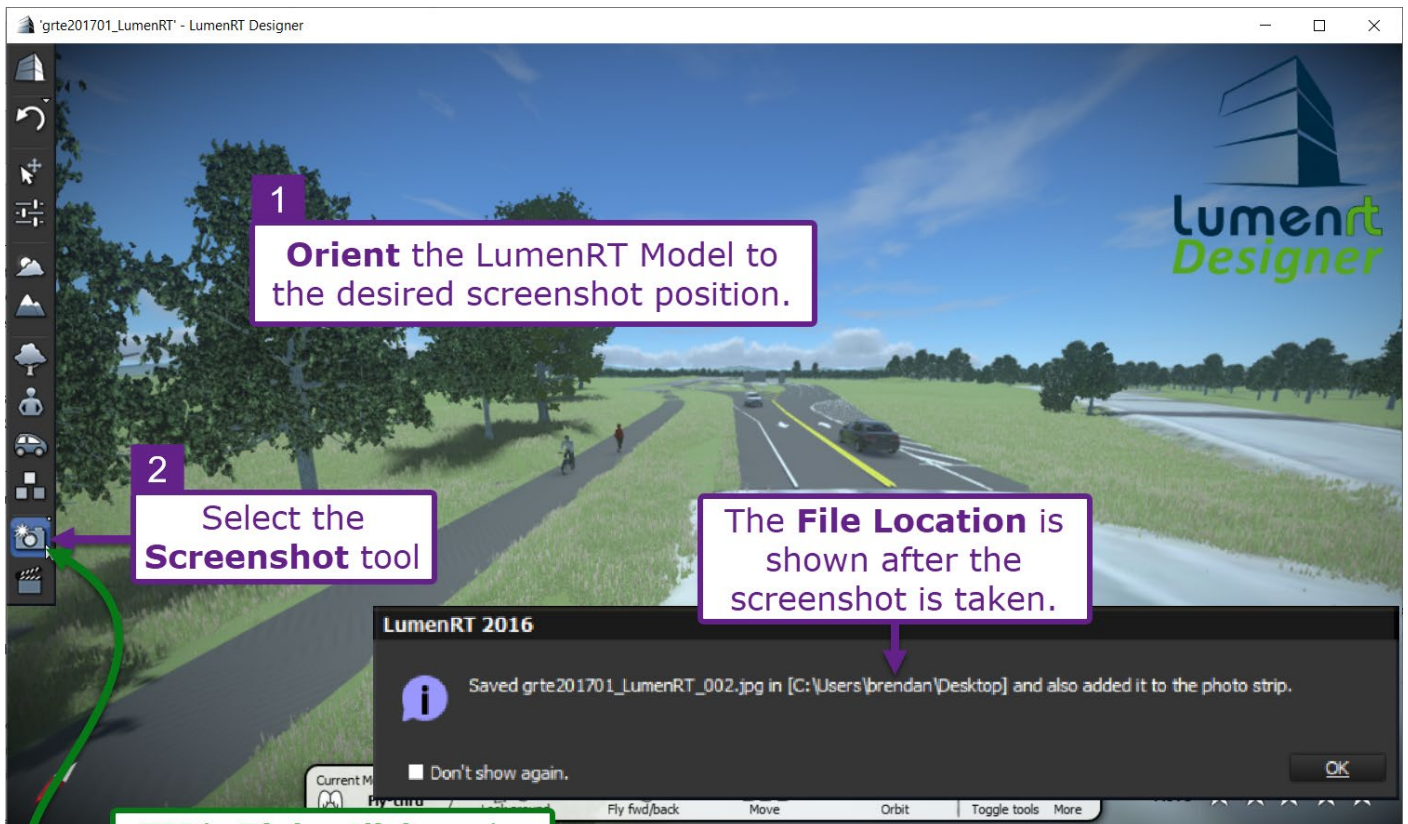 'grte201701_LumenRT' - LumenRT Designer
lumenrt
Designer
1
Orient the LumenRT Model to
the desired screenshot position.
2
Select the
Screenshot tool
The File Location is
shown after the
screenshot is taken.
LumenRT 2016
Saved grte201701_LumenRT_002.jpg in [C:\Users\brendan\Desktop] and also added it to the photo strip.
Don't show again.
OK
Current M
Fly-thru
Fly fwd/back
Move
Orbit
Toggle tools
More